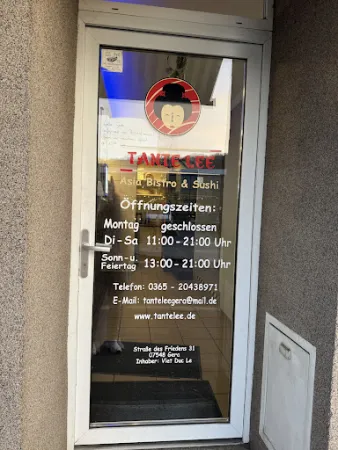 TANTE LEE
Asia Bistro & Sushi
Öffnungszeiten:
Montag geschlossen
Di - Sa 11:00 - 21:00 Uhr
Sonn- u. Feiertag 13:00 - 21:00 Uhr
Telefon: 0365 - 20438971
E-Mail: tanteleegera@mail.de
www.tantelee.de
Straße des Friedens 31
07548 Gera
Inhaber: Viet Duc Le